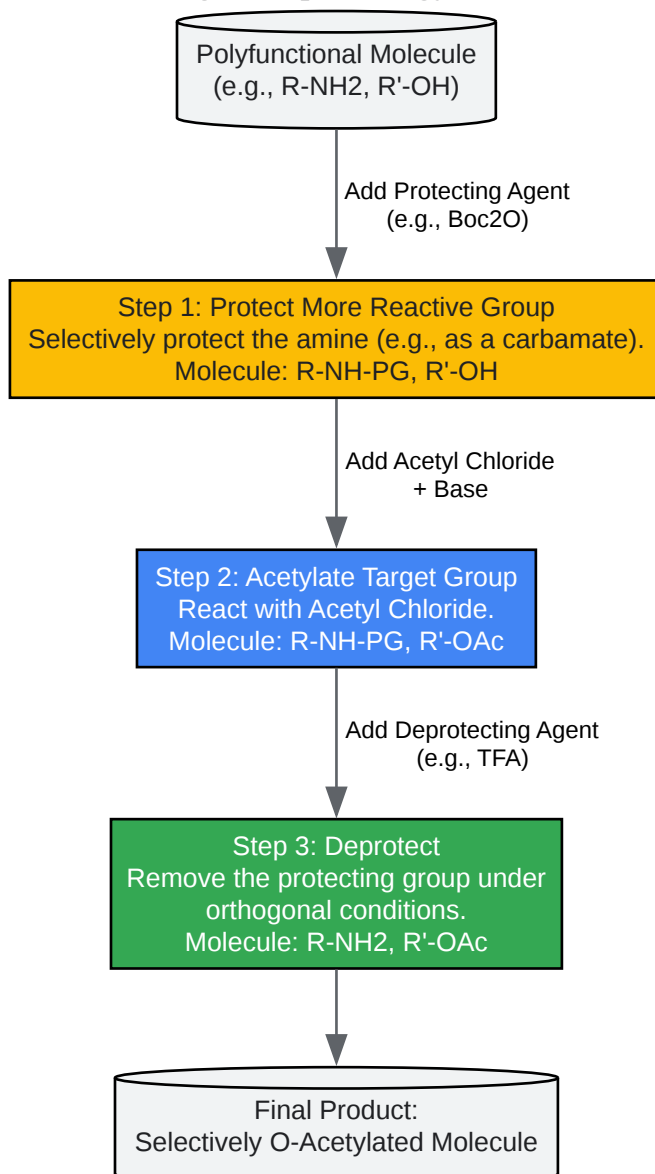 Polyfunctional Molecule
(e.g., R-NH2, R'-OH)
Add Protecting Agent
(e.g., Boc2O)
Step 1: Protect More Reactive Group
Selectively protect the amine (e.g., as a carbamate).
Molecule: R-NH-PG, R'-OH
Add Acetyl Chloride
+ Base
Step 2: Acetylate Target Group
React with Acetyl Chloride.
Molecule: R-NH-PG, R'-OAc
Add Deprotecting Agent
(e.g., TFA)
Step 3: Deprotect
Remove the protecting group under
orthogonal conditions.
Molecule: R-NH2, R'-OAc
Final Product:
Selectively O-Acetylated Molecule